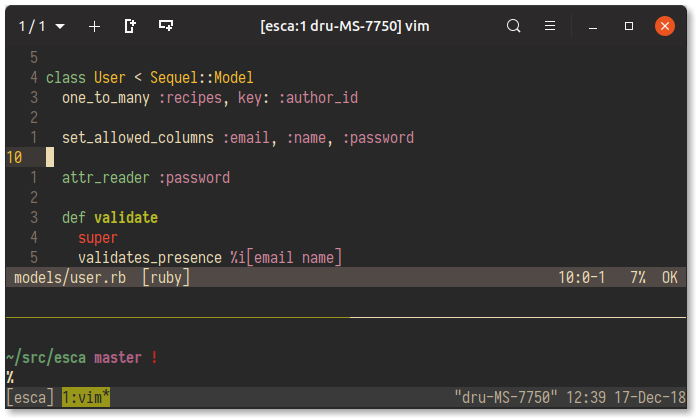 1 / 1 [esca:1 dru-MS-7750] vim
5
4 class User < Sequel::Model
3 one_to_many :recipes, key: :author_id
2
1 set_allowed_columns :email, :name, :password
10
1 attr_reader :password
2
3 def validate
4 super
5 validates_presence %i[email name]
models/user.rb [ruby] 10:0-1 7% OK
~/src/esca master !
%
[esca] 1:vim* "dru-MS-7750" 12:39 17-Dec-18